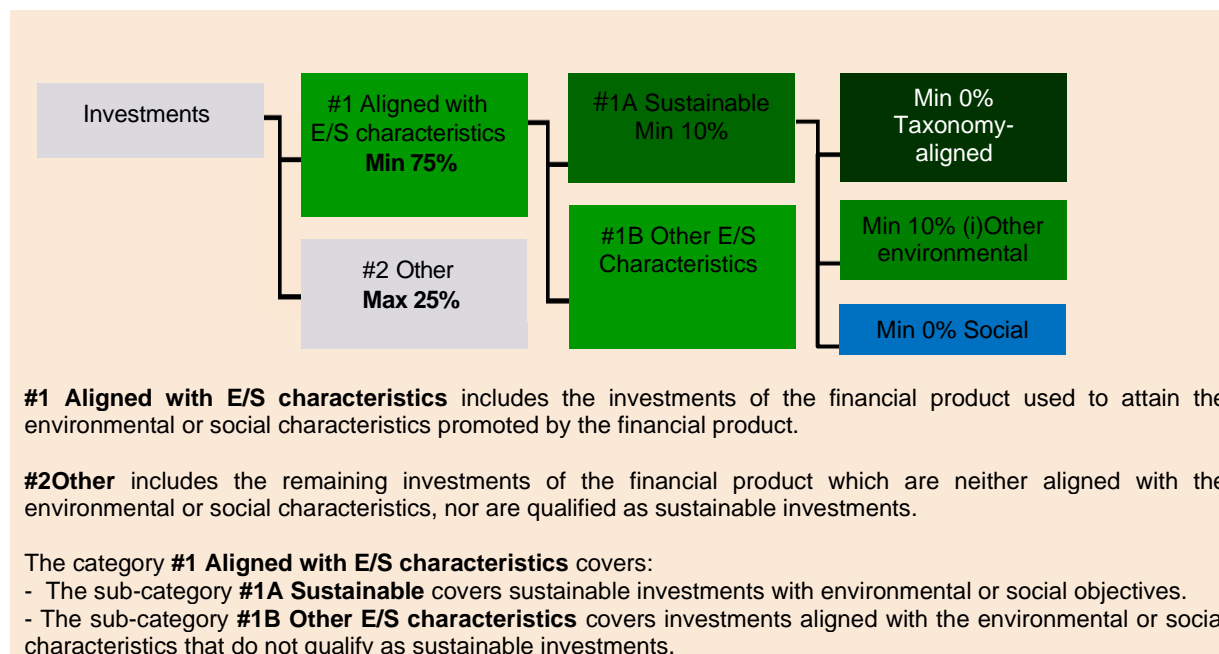 Investments
#1 Aligned with
E/S characteristics
Min 75%
#2 Other
Max 25%
#1A Sustainable
Min 10%
#1B Other E/S
Characteristics
Min 0%
Taxonomy-
aligned
Min 10% (i)Other
environmental
Min 0% Social
#1 Aligned with E/S characteristics includes the investments of the financial product used to attain the
environmental or social characteristics promoted by the financial product.
#2Other includes the remaining investments of the financial product which are neither aligned with the
environmental or social characteristics, nor are qualified as sustainable investments.
The category #1 Aligned with E/S characteristics covers:
- The sub-category #1A Sustainable covers sustainable investments with environmental or social objectives.
- The sub-category #1B Other E/S characteristics covers investments aligned with the environmental or social
characteristics that do not qualify as sustainable investments.